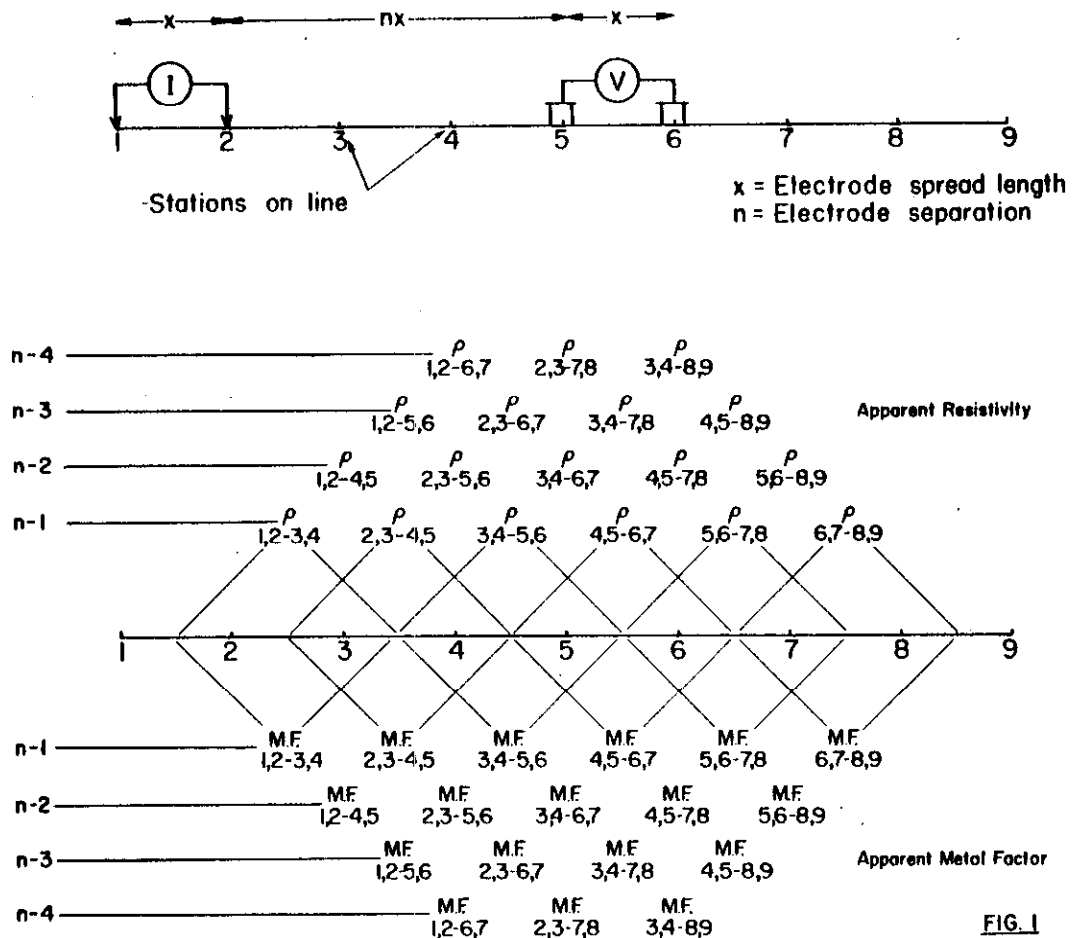 x nx x
I V
1 2 3 4 5 6 7 8 9
Stations on line
x = Electrode spread length
n = Electrode separation
n-4 ρ ρ ρ
1,2-6,7 2,3-7,8 3,4-8,9
n-3 ρ ρ ρ ρ Apparent Resistivity
1,2-5,6 2,3-6,7 3,4-7,8 4,5-8,9
n-2 ρ ρ ρ ρ ρ
1,2-4,5 2,3-5,6 3,4-6,7 4,5-7,8 5,6-8,9
n-1 ρ ρ ρ ρ ρ ρ
1,2-3,4 2,3-4,5 3,4-5,6 4,5-6,7 5,6-7,8 6,7-8,9
1 2 3 4 5 6 7 8 9
n-1 M.F. M.F. M.F. M.F. M.F. M.F.
1,2-3,4 2,3-4,5 3,4-5,6 4,5-6,7 5,6-7,8 6,7-8,9
n-2 M.F. M.F. M.F. M.F. M.F.
1,2-4,5 2,3-5,6 3,4-6,7 4,5-7,8 5,6-8,9
n-3 M.F. M.F. M.F. M.F. Apparent Metal Factor
1,2-5,6 2,3-6,7 3,4-7,8 4,5-8,9
n-4 M.F. M.F. M.F.
1,2-6,7 2,3-7,8 3,4-8,9
FIG. 1